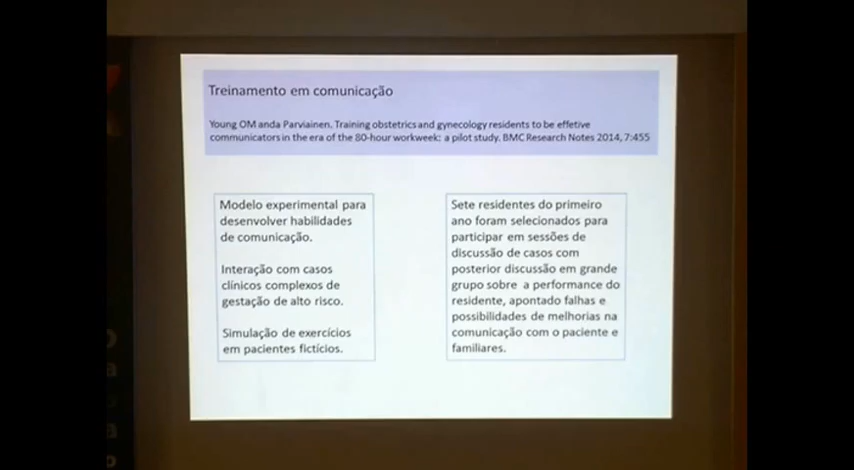 Treinamento em comunicação
Young OM anda Parviainen. Training obstetrics and gynecology residents to be effetive
communicators in the era of the 80-hour workweek: a pilot study. BMC Research Notes 2014, 7:455
Modelo experimental para
desenvolver habilidades
de comunicação.
Interação com casos
clínicos complexos de
gestação de alto risco.
Simulação de exercícios
em pacientes fictícios.
Sete residentes do primeiro
ano foram selecionados para
participar em sessões de
discussão de casos com
posterior discussão em grande
grupo sobre a performance do
residente, apontado falhas e
possibilidades de melhorias na
comunicação com o paciente e
familiares.